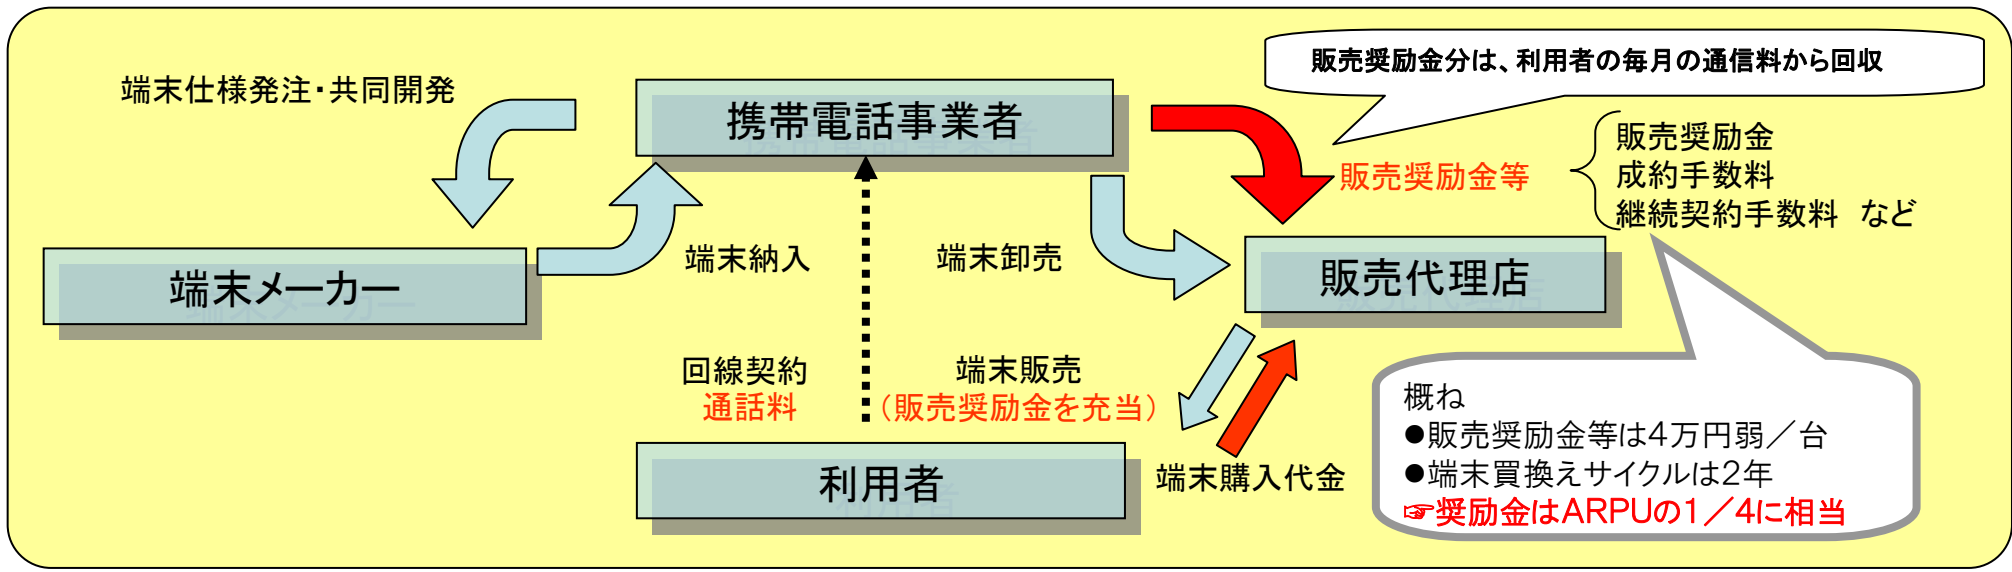 販売奨励金分は、利用者の毎月の通信料から回収
端末仕様発注・共同開発
携帯電話事業者
販売奨励金等
販売奨励金
成約手数料
継続契約手数料　など
端末メーカー
端末納入
端末卸売
販売代理店
回線契約
通話料
端末販売
（販売奨励金を充当）
利用者
端末購入代金
概ね
●販売奨励金等は4万円弱／台
●端末買換えサイクルは2年
☞奨励金はARPUの1／4に相当